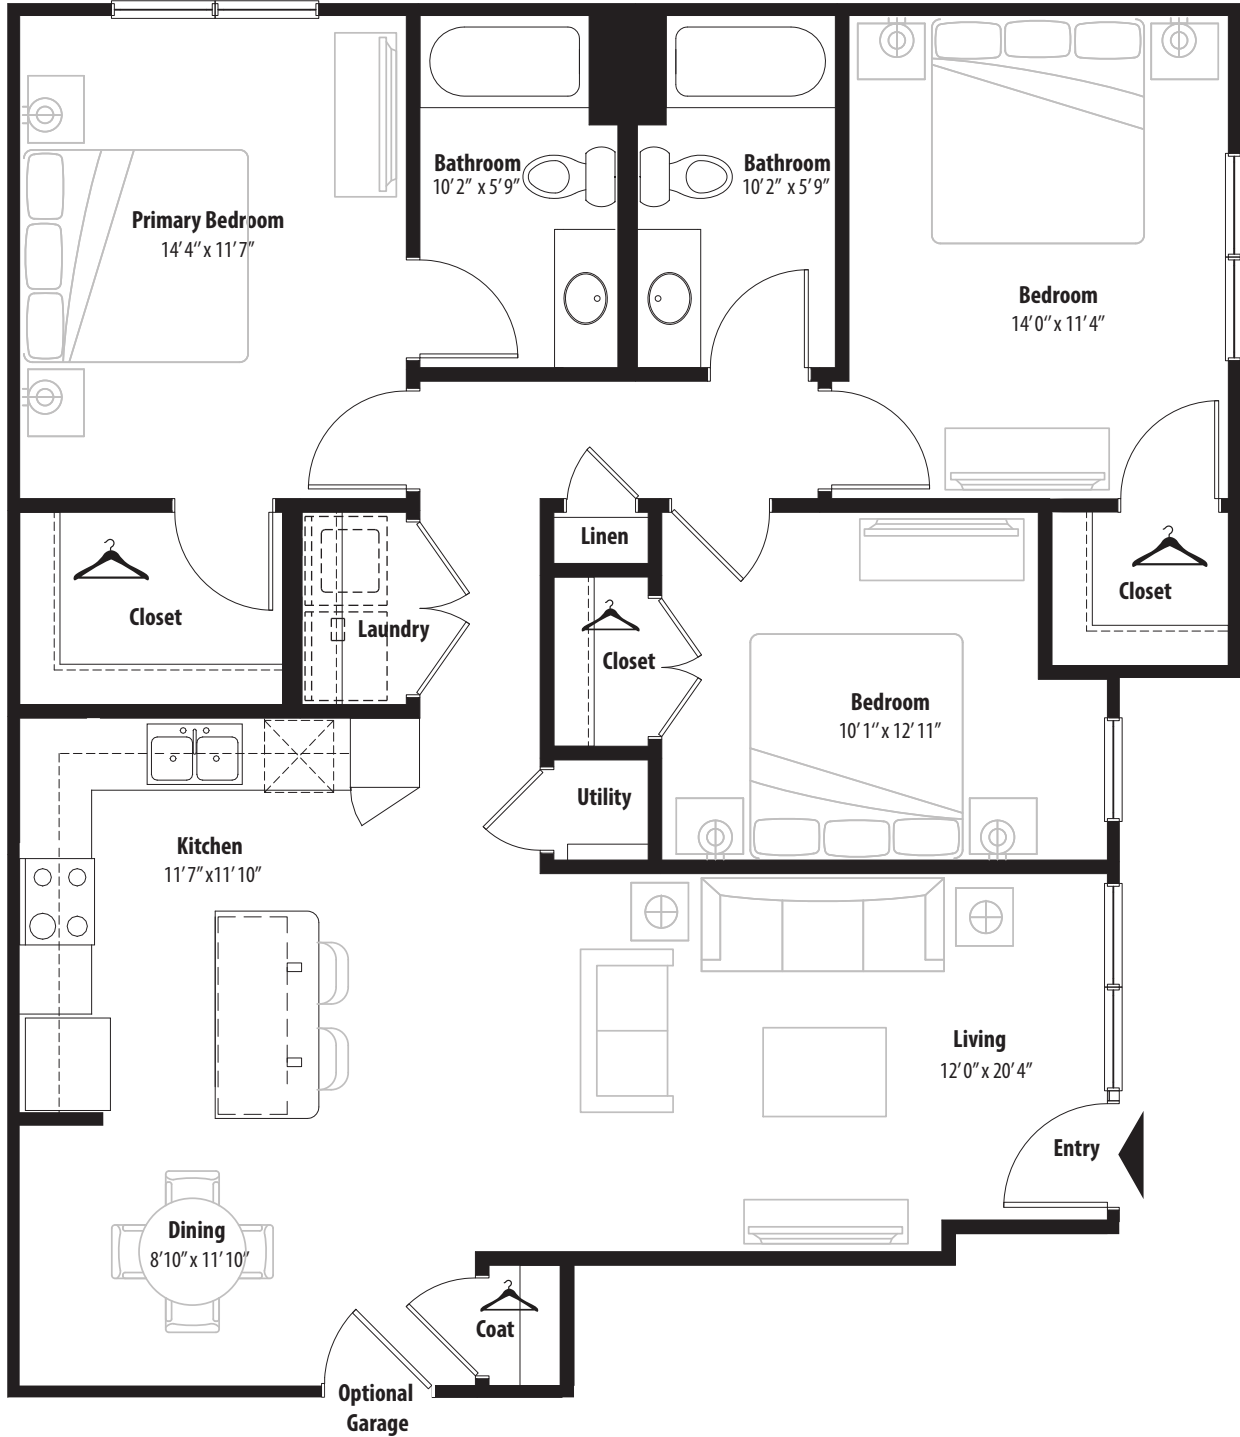 Bathroom
10'2" x 5'9"
Bathroom
10'2" x 5'9"
Primary Bedroom
14'4" x 11'7"
Bedroom
14'0" x 11'4"
Linen
Closet
Closet
Laundry
Closet
Bedroom
10'1" x 12'11"
Utility
Kitchen
11'7"x11'10"
Living
12'0" x 20'4"
Entry
Dining
8'10" x 11'10"
Coat
Optional
Garage